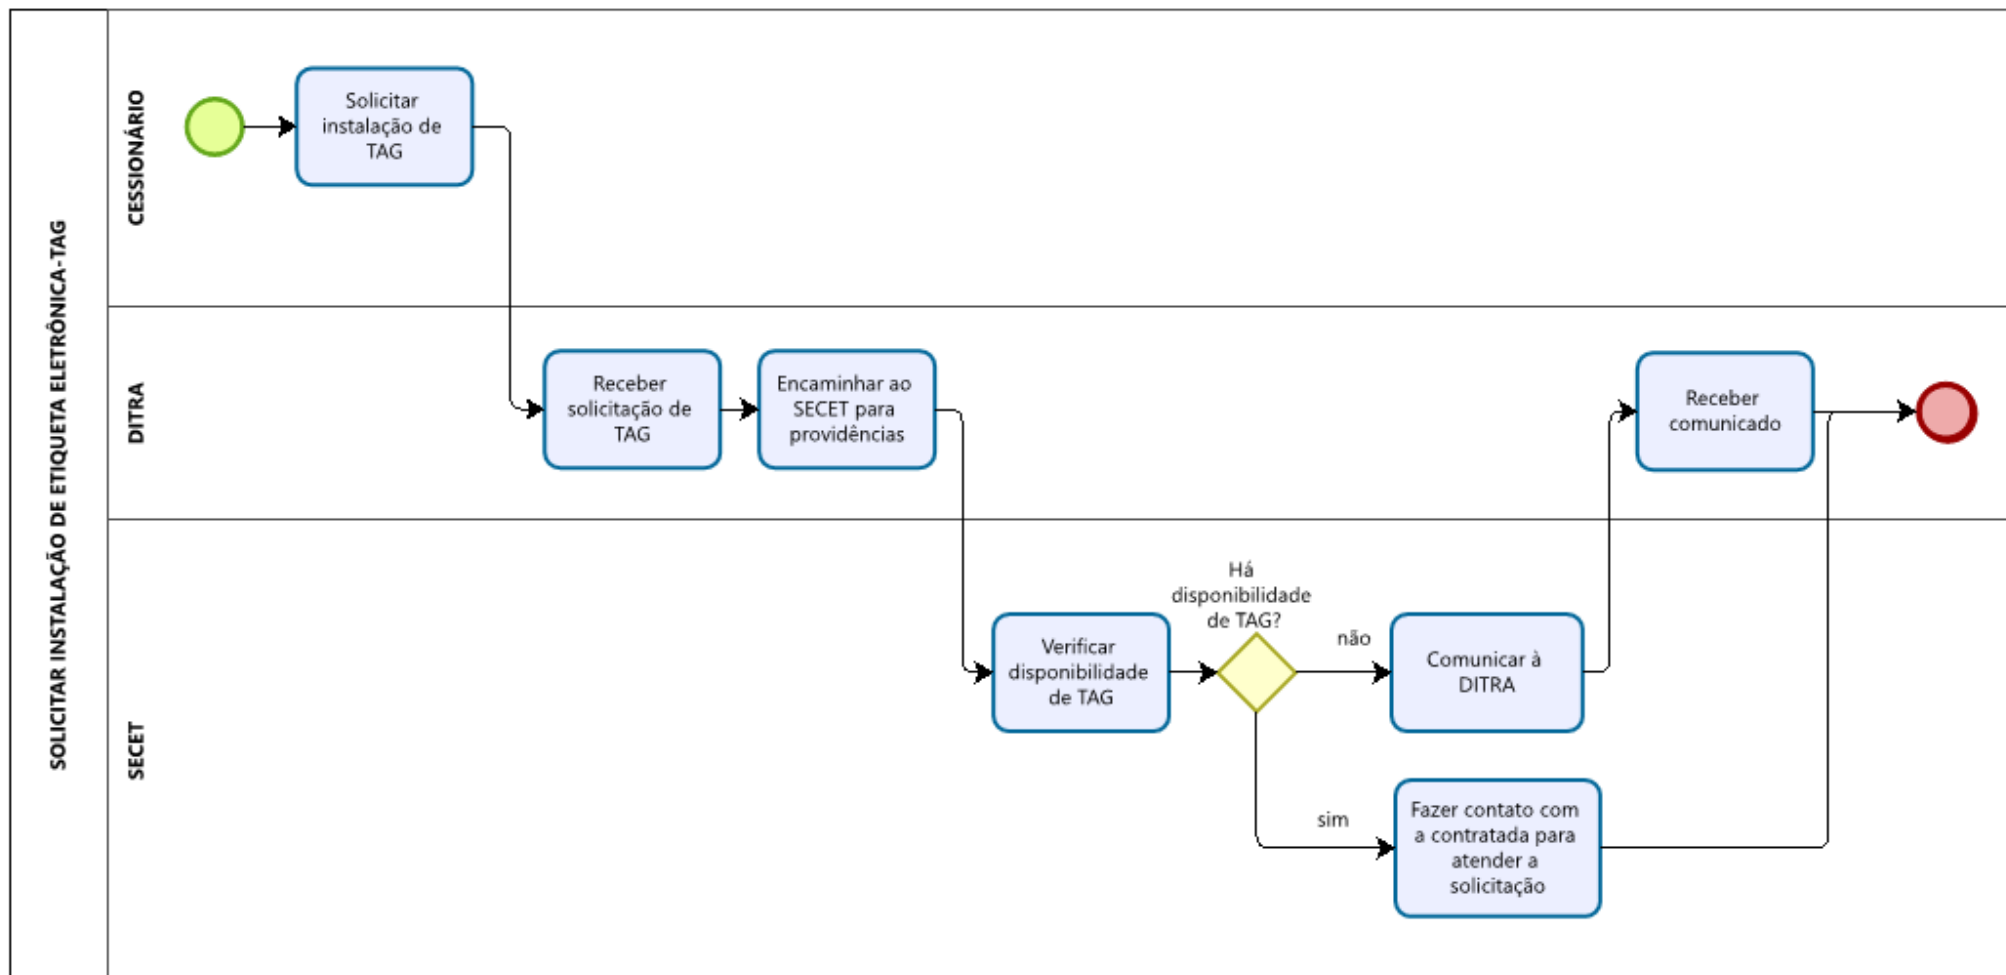 SOLICITAR INSTALAÇÃO DE ETIQUETA ELETRÔNICA-TAG
CESSIONÁRIO
Solicitar
instalação de
TAG
DITRA
Receber
solicitação de
TAG
Encaminhar ao
SECET para
providências
Receber
comunicado
SECET
Verificar
disponibilidade
de TAG
Há
disponibilidade
de TAG?
não
Comunicar à
DITRA
sim
Fazer contato com
a contratada para
atender a
solicitação